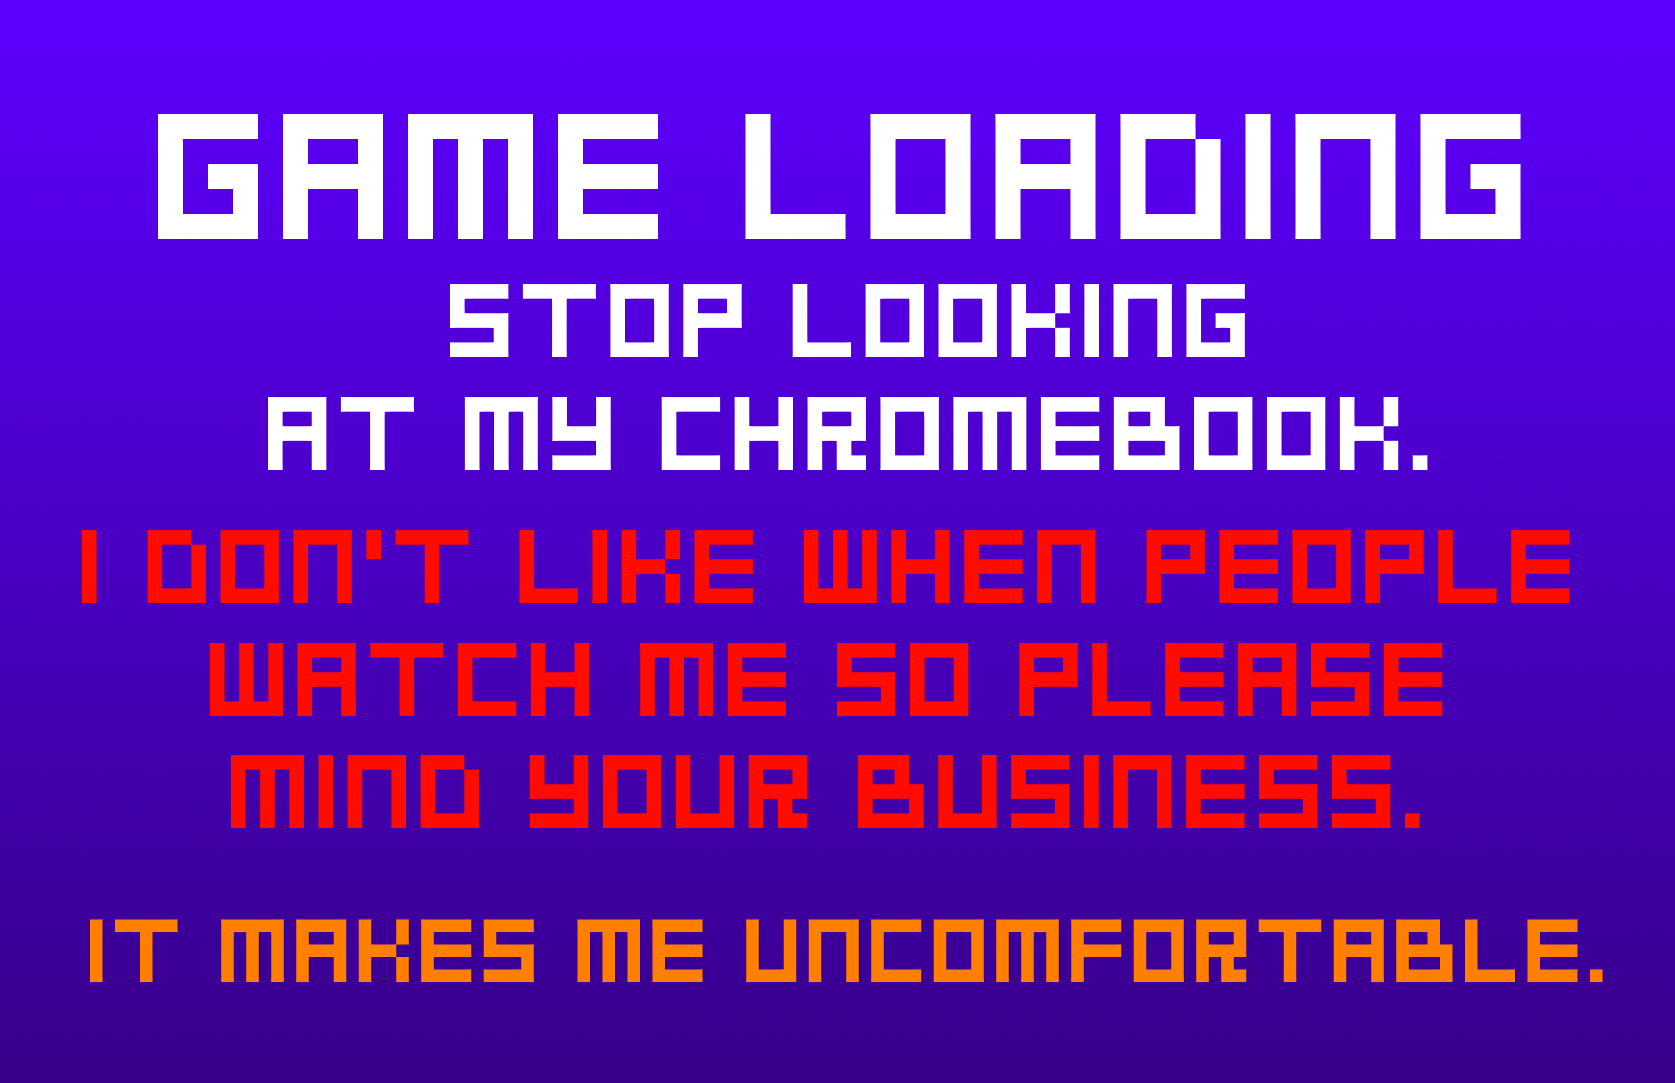 GAME LOADING
STOP LOOKING
AT MY CHROMEBOOK.
I DON'T LIKE WHEN PEOPLE
WATCH ME SO PLEASE
MIND YOUR BUSINESS.
IT MAKES ME UNCOMFORTABLE.